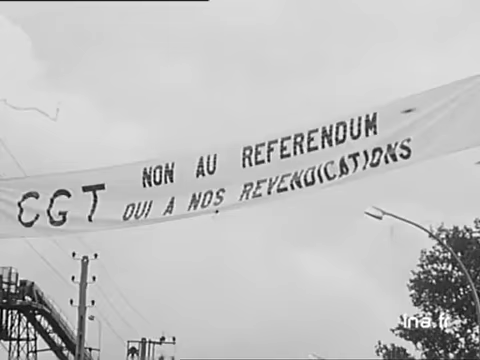 CGT
NON AU REFERENDUM
OUI A NOS REVENDICATIONS
ina.fr